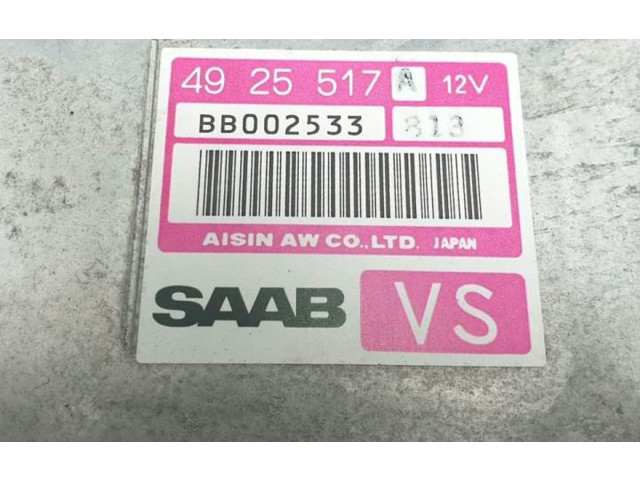 49 25 517 A 12V
BB002533 813
AISIN AW CO.,LTD. JAPAN
SAAB VS